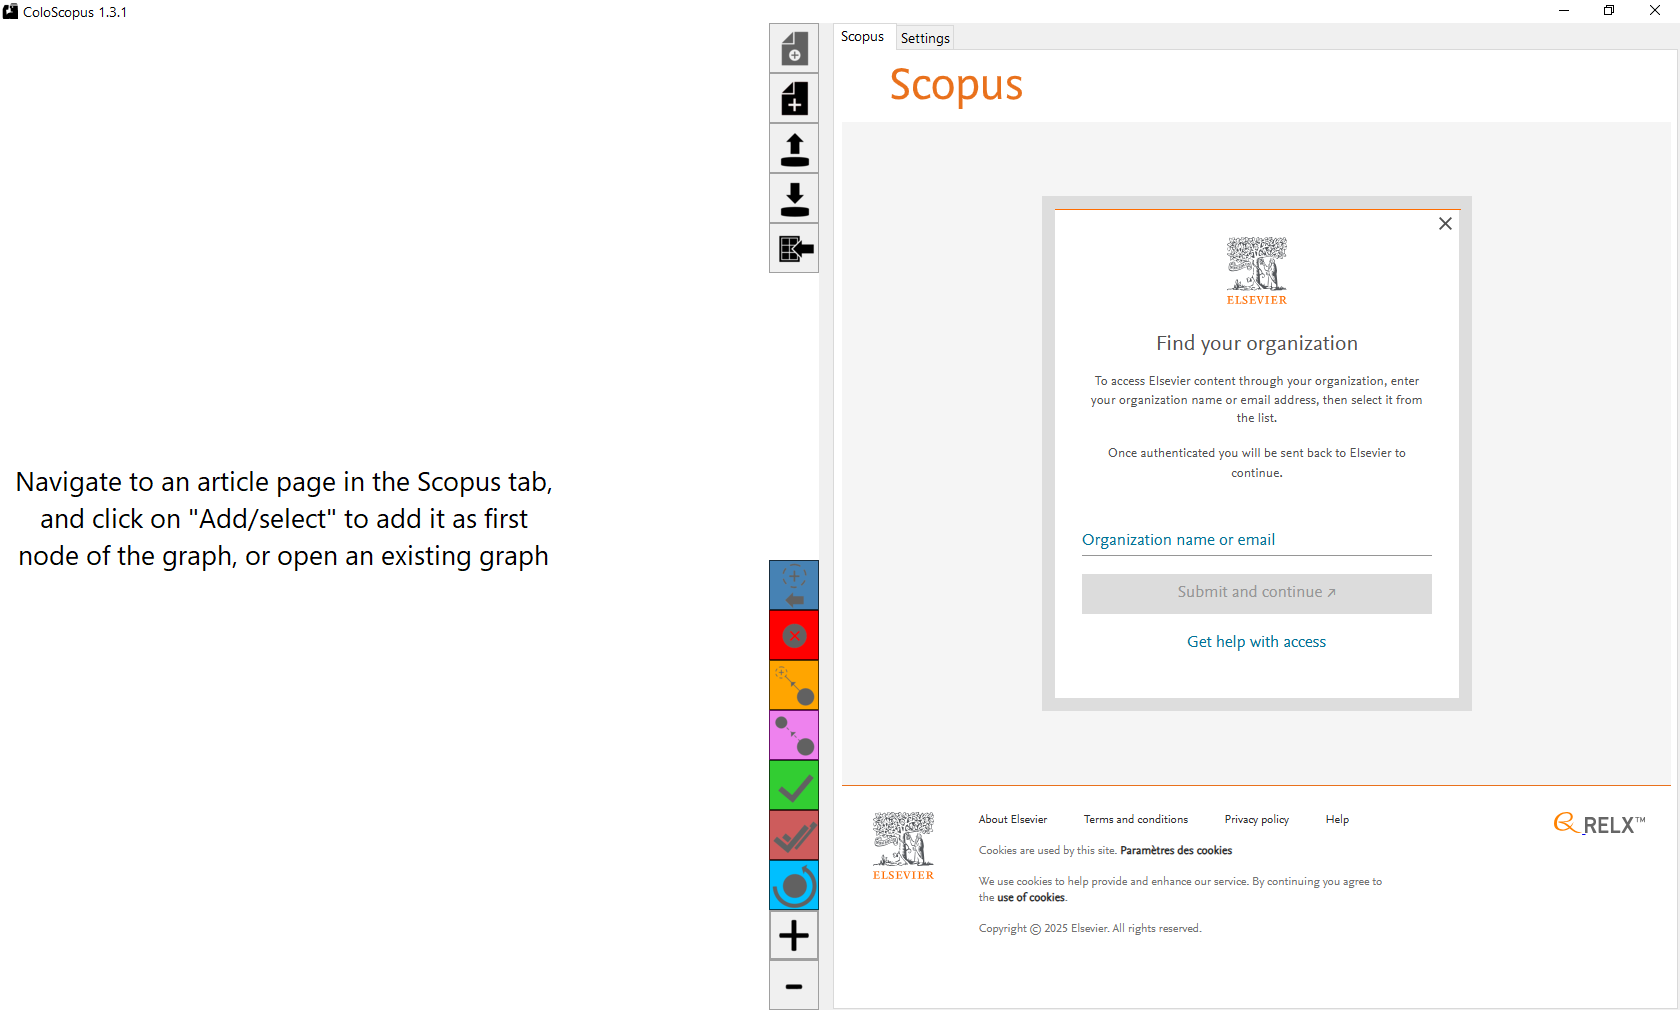 ColoScopus 1.3.1
Navigate to an article page in the Scopus tab,
and click on "Add/select" to add it as first
node of the graph, or open an existing graph
Scopus
Settings
Scopus
ELSEVIER
Find your organization
To access Elsevier content through your organization, enter
your organization name or email address, then select it from
the list.
Once authenticated you will be sent back to Elsevier to
continue.
Organization name or email
Submit and continue ↗
Get help with access
ELSEVIER
About Elsevier
Terms and conditions
Privacy policy
Help
Cookies are used by this site. Paramètres des cookies
We use cookies to help provide and enhance our service. By continuing you agree to
the use of cookies.
Copyright © 2025 Elsevier. All rights reserved.
RELX™